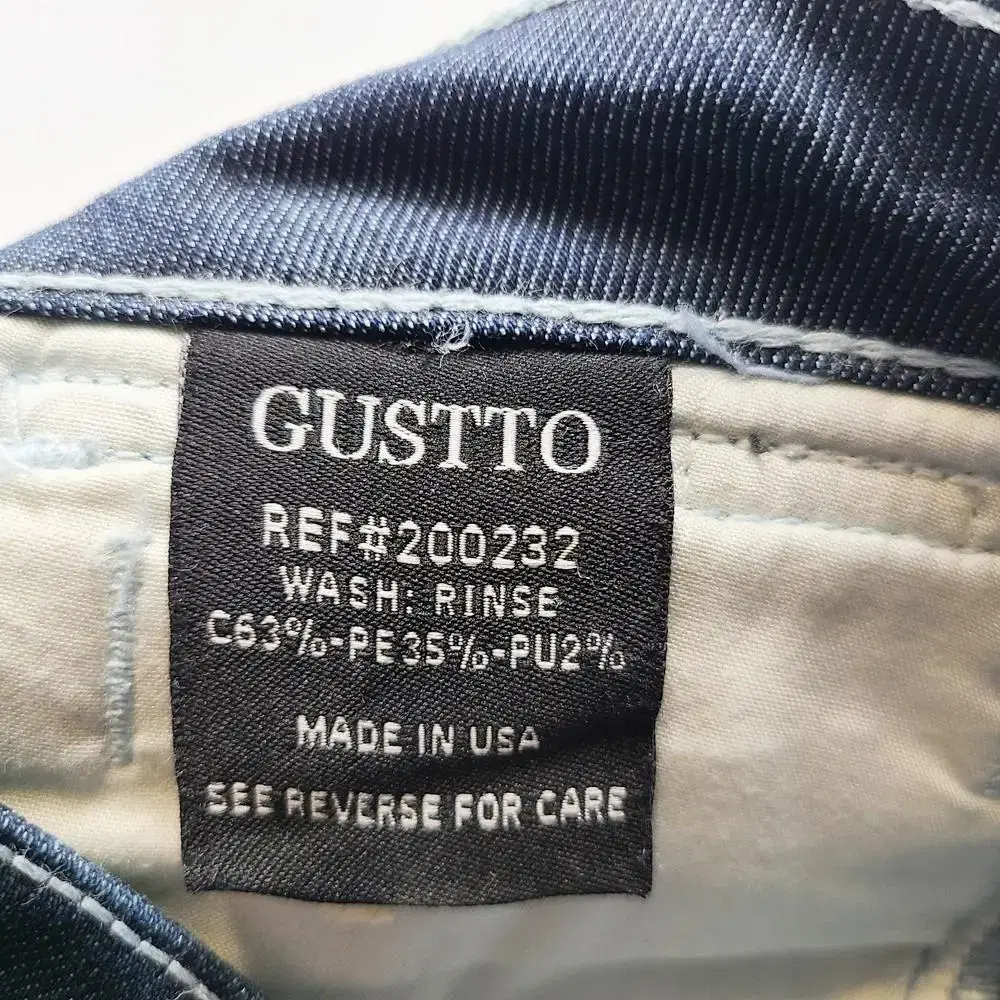 GUSTTO
REF#200232
WASH: RINSE
C63%-PE35%-PU2%
MADE IN USA
SEE REVERSE FOR CARE